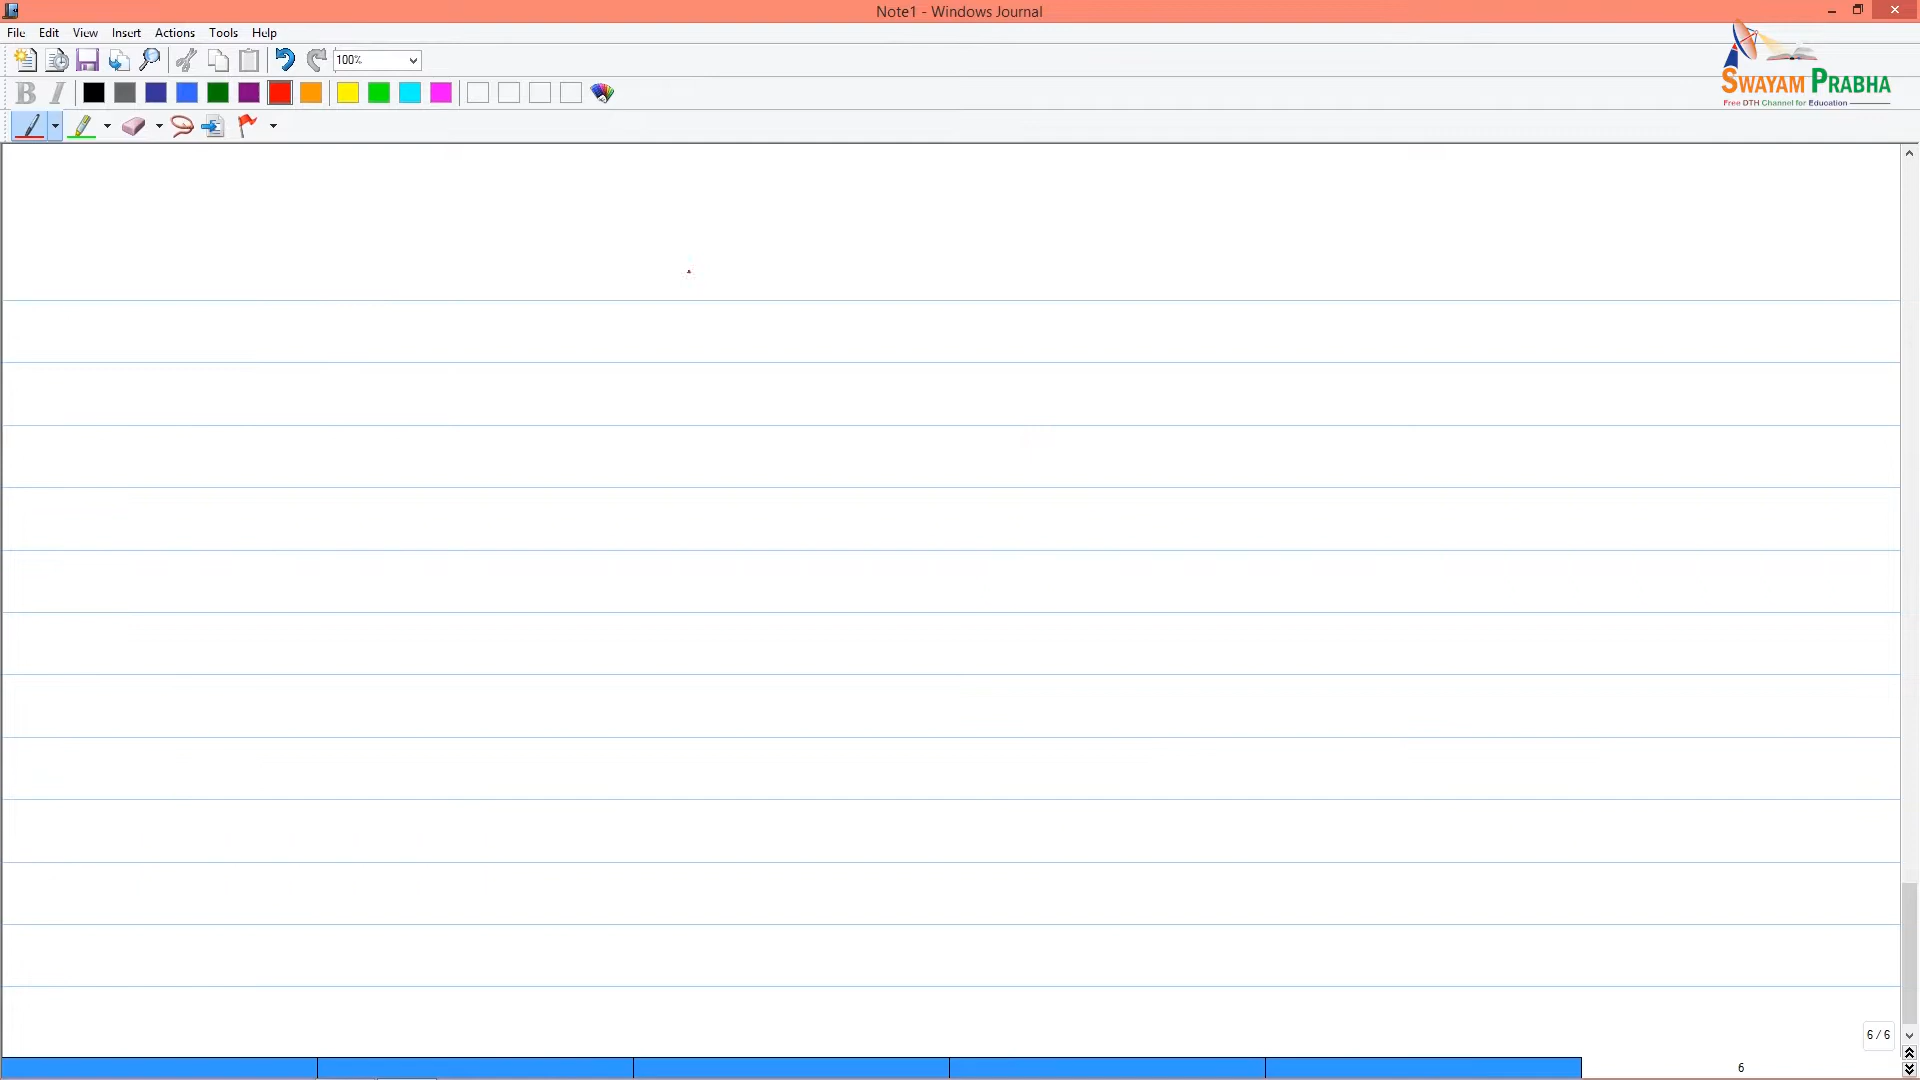 Note1 - Windows Journal
File Edit View Insert Actions Tools Help
100%
B I
SWAYAM PRABHA
Free DTH Channel for Education
6 / 6
6